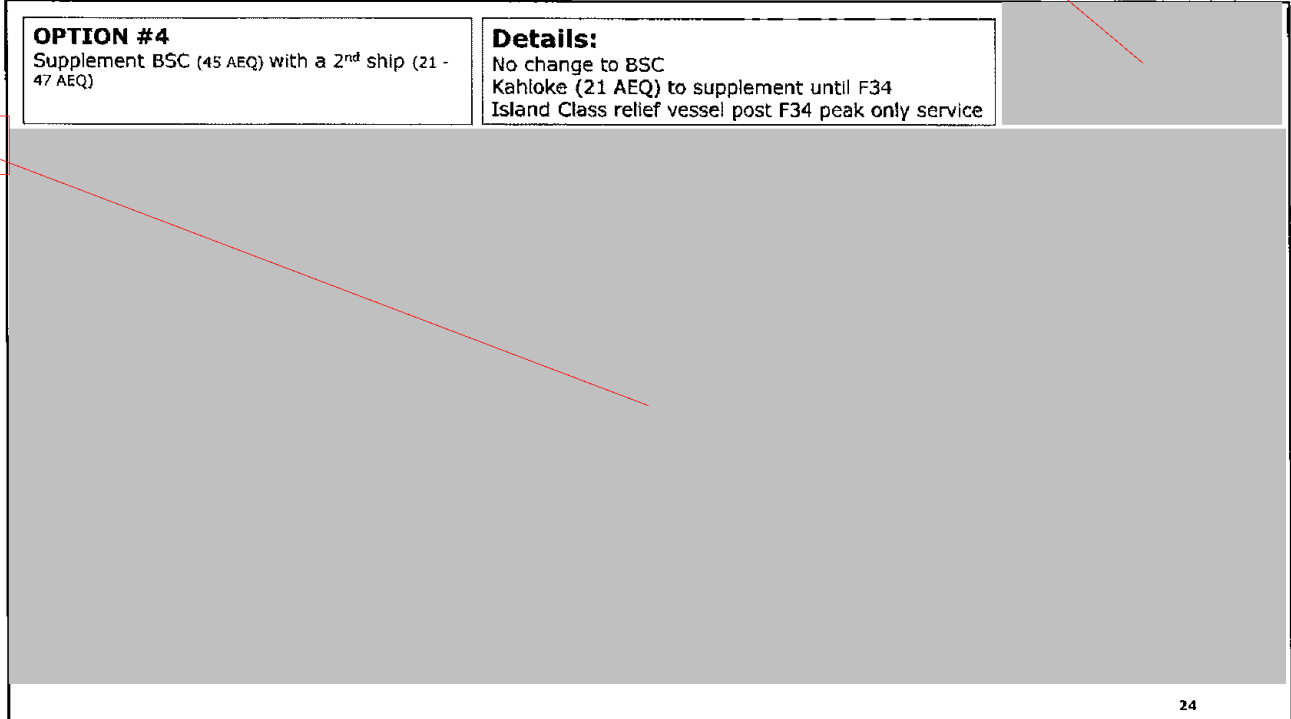 OPTION #4
Supplement BSC (45 AEQ) with a 2nd ship (21 -
47 AEQ)
Details:
No change to BSC
Kahloke (21 AEQ) to supplement until F34
Island Class relief vessel post F34 peak only service
24